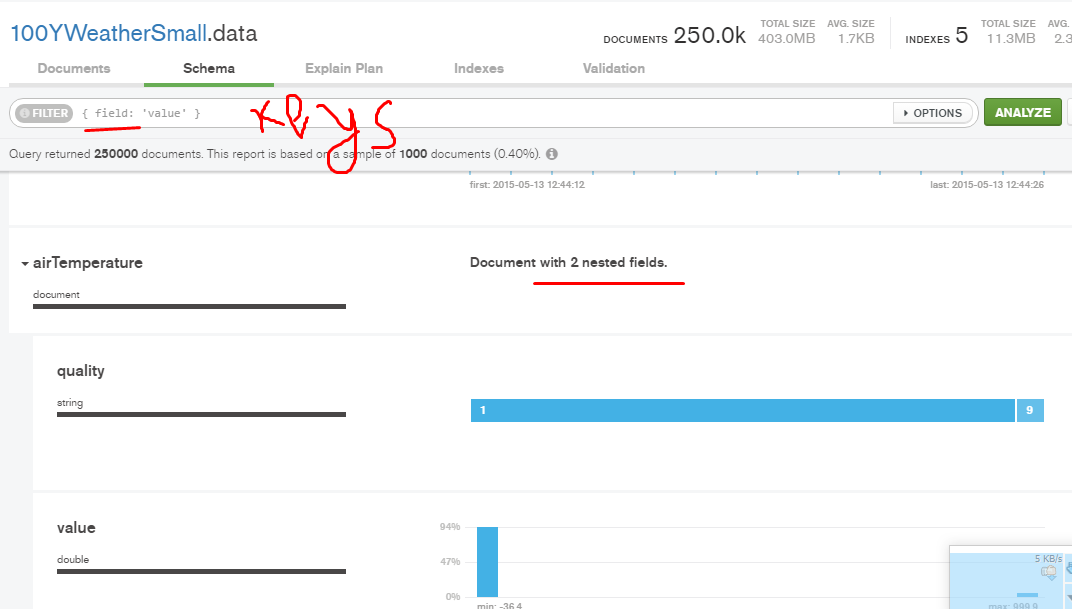 100YWeatherSmall.data
DOCUMENTS 250.0k TOTAL SIZE 403.0MB AVG. SIZE 1.7KB INDEXES 5 TOTAL SIZE 11.3MB AVG. 2.3
Documents Schema Explain Plan Indexes Validation
FILTER { field: 'value' } keys OPTIONS ANALYZE
Query returned 250000 documents. This report is based on a sample of 1000 documents (0.40%).
first: 2015-05-13 12:44:12 last: 2015-05-13 12:44:26
airTemperature Document with 2 nested fields.
document
quality
string
1 9
value
94%
double
47%
0%
5 KB/s
min: -36.4 max: 999.9